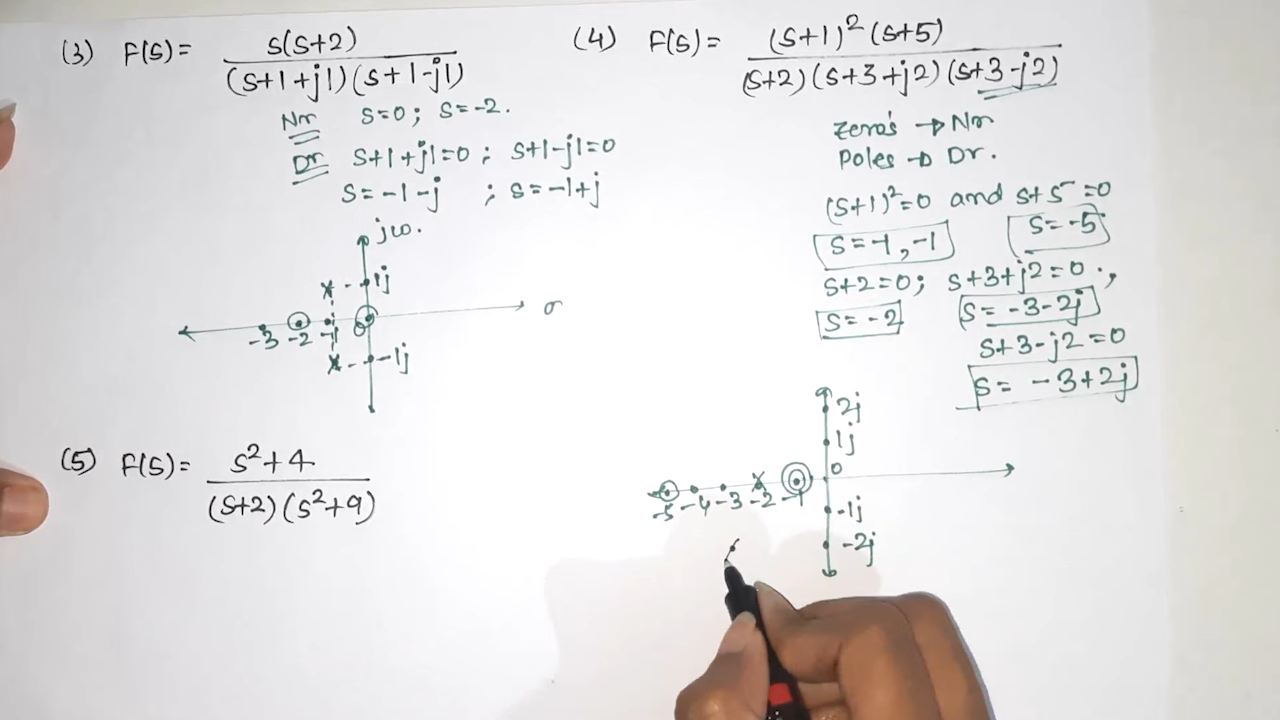 (3) F(S)= S(S+2)
(S+1+j1)(S+1-j1)
Nr S=0; S=-2.
Dr S+1+j1=0; S+1-j1=0
S=-1-j ; S=-1+j
jω.
1j
σ
-3 -2 -1 0
-1j
(4) F(S)= (S+1)² (S+5)
(S+2)(S+3+j2)(S+3-j2)
Zero's → Nr
Poles → Dr.
(S+1)²=0 and S+5=0
S=-1,-1 S=-5
S+2=0; S+3+j2=0.,
S=-2 S=-3-2j
S+3-j2=0
S= -3+2j
2j
1j
0
-5 -4 -3 -2 -1
-1j
-2j
(5) F(S)= S²+4
(S+2)(S²+9)